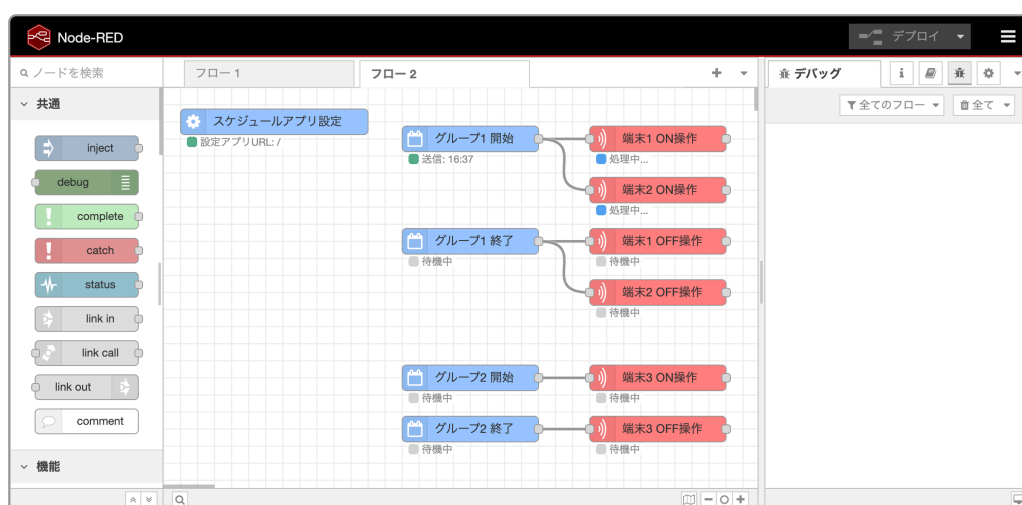 Node-RED
デプロイ
ノードを検索
フロー 1
フロー 2
デバッグ
i
全てのフロー
全て
共通
inject
debug
complete
catch
status
link in
link call
link out
comment
機能
スケジュールアプリ設定
設定アプリURL: /
グループ1 開始
送信: 16:37
端末1 ON操作
処理中...
端末2 ON操作
処理中...
グループ1 終了
待機中
端末1 OFF操作
待機中
端末2 OFF操作
待機中
グループ2 開始
待機中
端末3 ON操作
待機中
グループ2 終了
待機中
端末3 OFF操作
待機中